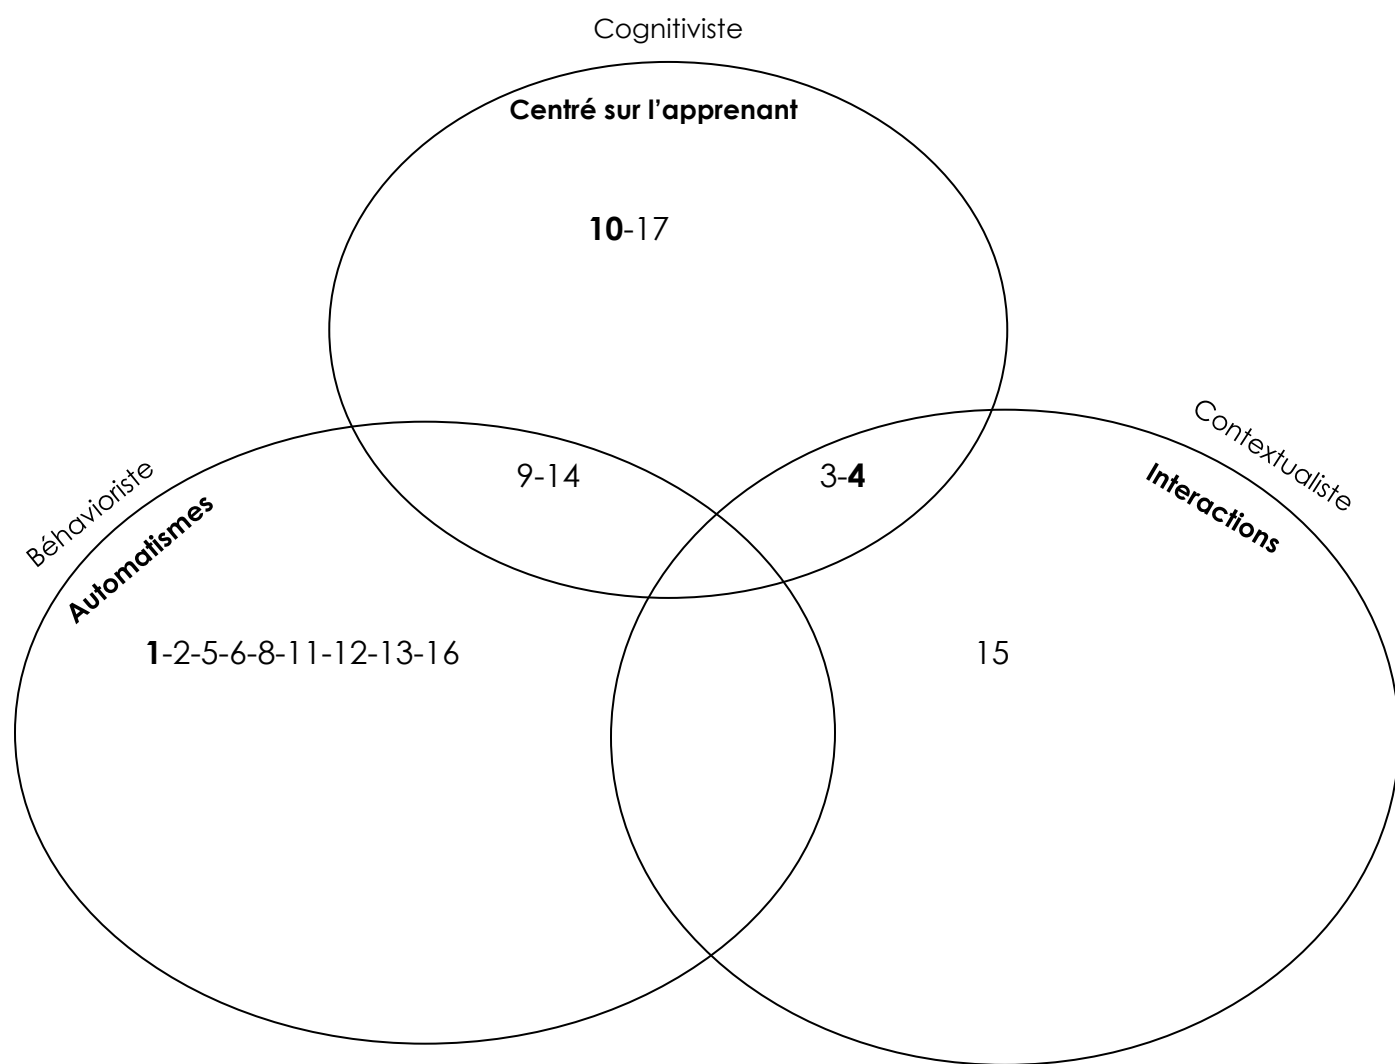 Cognitiviste
Centré sur l'apprenant
10-17
Contextualiste
Interactions
Béhavioriste
Automatismes
9-14
3-4
1-2-5-6-8-11-12-13-16
15